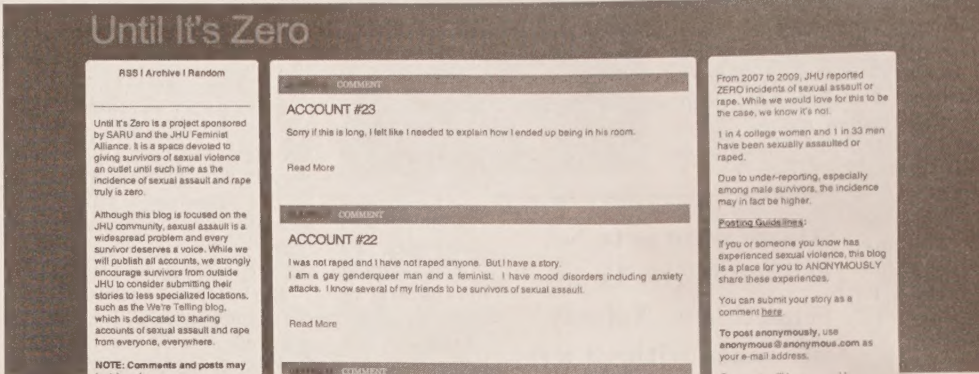 Until It's Zero
RSS | Archive | Random
Until It's Zero is a project sponsored
by SARU and the JHU Feminist
Alliance. It is a space devoted to
giving survivors of sexual violence
an outlet until such time as the
incidence of sexual assault and rape
truly is zero.
Although this blog is focused on the
JHU community, sexual assault is a
widespread problem and every
survivor deserves a voice. While we
will publish all accounts, we strongly
encourage survivors from outside
JHU to consider submitting their
stories to less specialized locations,
such as the We're Telling blog,
which is dedicated to sharing
accounts of sexual assault and rape
from everyone, everywhere.
NOTE: Comments and posts may
COMMENT
ACCOUNT #23
Sorry if this is long, I felt like I needed to explain how I ended up being in his room.
Read More
COMMENT
ACCOUNT #22
I was not raped and I have not raped anyone. But I have a story.
I am a gay genderqueer man and a feminist. I have mood disorders including anxiety
attacks. I know several of my friends to be survivors of sexual assault.
Read More
COMMENT
From 2007 to 2009, JHU reported
ZERO incidents of sexual assault or
rape. While we would love for this to be
the case, we know it's not.
1 in 4 college women and 1 in 33 men
have been sexually assaulted or
raped.
Due to under-reporting, especially
among male survivors, the incidence
may in fact be higher.
Posting Guidelines:
If you or someone you know has
experienced sexual violence, this blog
is a place for you to ANONYMOUSLY
share these experiences.
You can submit your story as a
comment here.
To post anonymously, use
anonymous@anonymous.com as
your e-mail address.